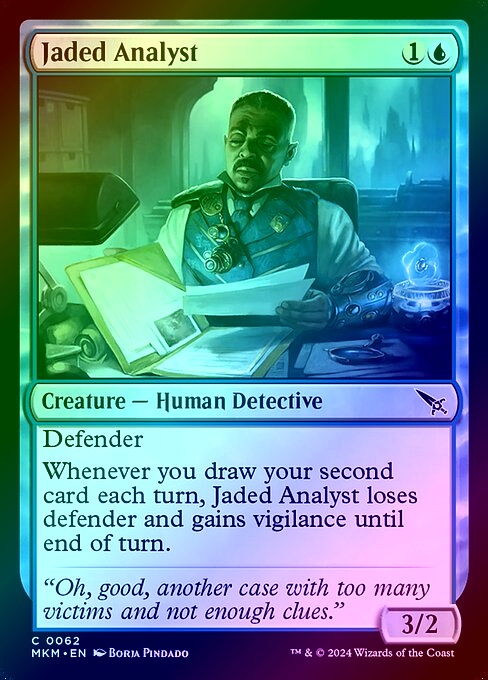 Jaded Analyst 1
Creature — Human Detective
Defender
Whenever you draw your second
card each turn, Jaded Analyst loses
defender and gains vigilance until
end of turn.
“Oh, good, another case with too many
victims and not enough clues.”
3/2
C 0062
MKM • EN Borja Pindado
™ & © 2024 Wizards of the Coast